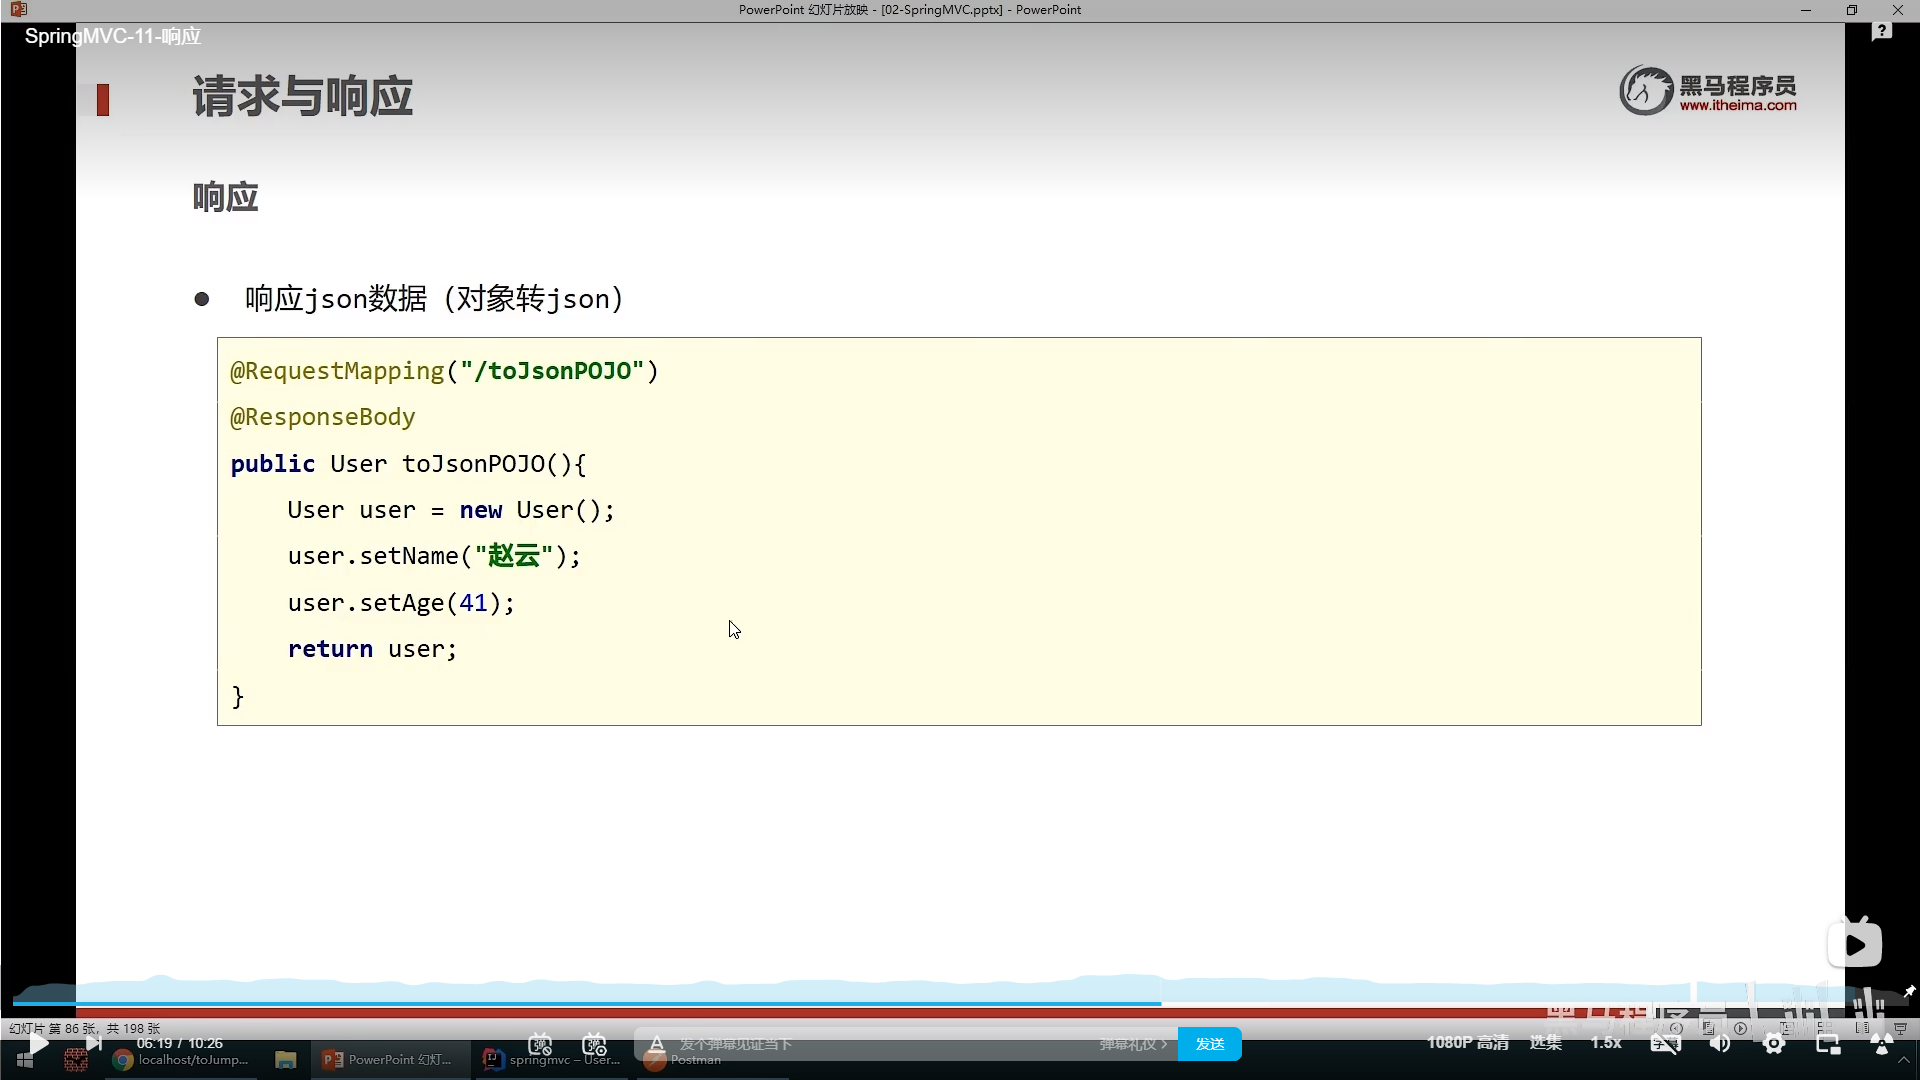 PowerPoint 幻灯片放映 - [02-SpringMVC.pptx] - PowerPoint
SpringMVC-11-响应
请求与响应
黑马程序员
www.itheima.com
响应
● 响应json数据（对象转json）
@RequestMapping("/toJsonPOJO")
@ResponseBody
public User toJsonPOJO(){
User user = new User();
user.setName("赵云");
user.setAge(41);
return user;
}
幻灯片 第 86 张，共 198 张
06:19 / 10:26
发个弹幕见证当下
弹幕礼仪 >
发送
1080P 高清
选集
1.5x
localhost/toJump...
PowerPoint 幻灯...
springmvc – User...
Postman